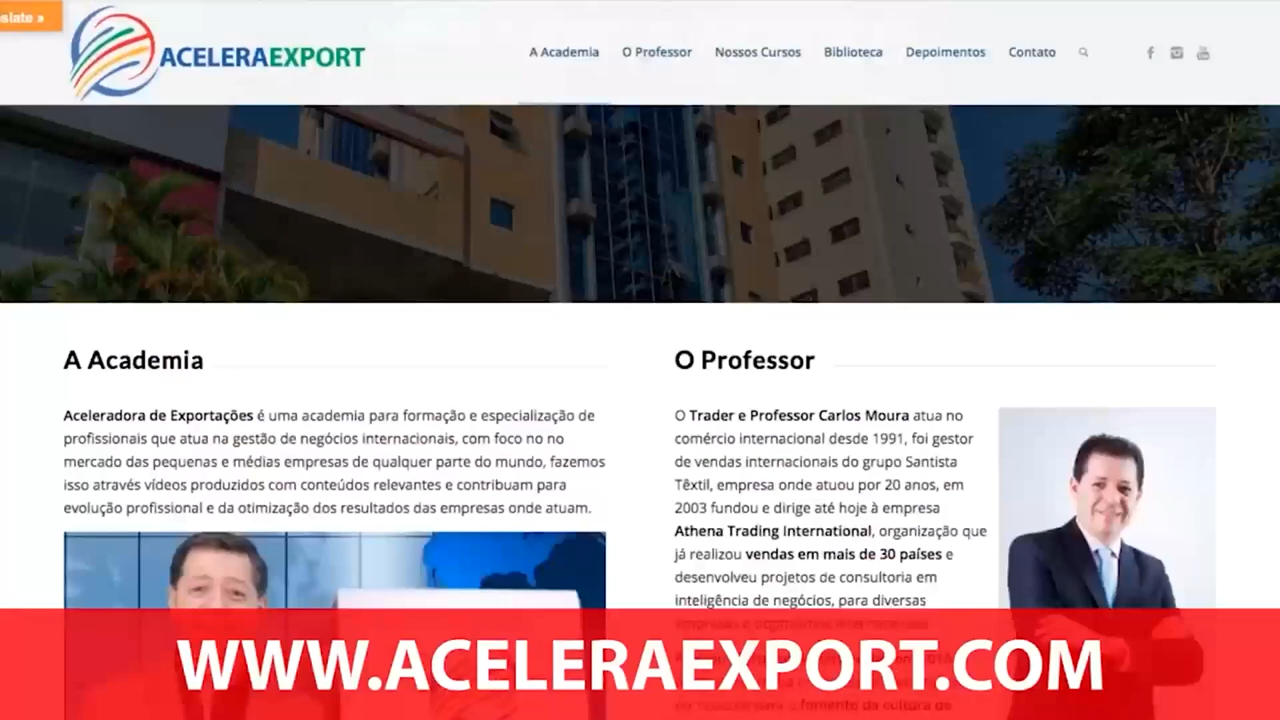 slate »
ACELERAEXPORT
A Academia O Professor Nossos Cursos Biblioteca Depoimentos Contato
A Academia
Aceleradora de Exportações é uma academia para formação e especialização de
profissionais que atua na gestão de negócios internacionais, com foco no no
mercado das pequenas e médias empresas de qualquer parte do mundo, fazemos
isso através vídeos produzidos com conteúdos relevantes e contribuam para
evolução profissional e da otimização dos resultados das empresas onde atuam.
O Professor
O Trader e Professor Carlos Moura atua no
comércio internacional desde 1991, foi gestor
de vendas internacionais do grupo Santista
Têxtil, empresa onde atuou por 20 anos, em
2003 fundou e dirige até hoje à empresa
Athena Trading International, organização que
já realizou vendas em mais de 30 países e
desenvolveu projetos de consultoria em
inteligência de negócios, para diversas
fomento da cultura de
WWW.ACELERAEXPORT.COM